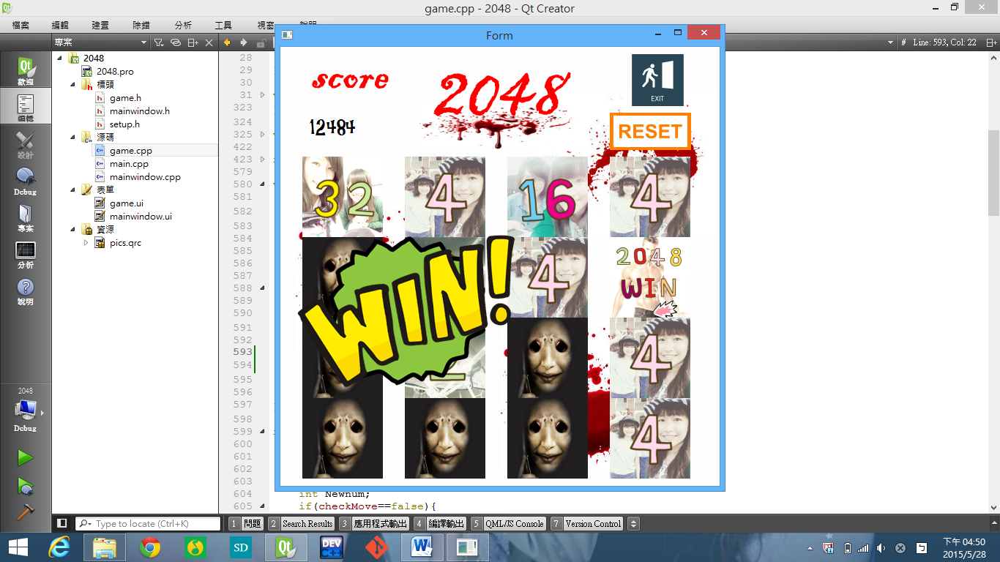 game.cpp - 2048 - Qt Creator
檔案 編輯 建置 除錯 分析 工具 視窗 說明
專案
# Line: 593, Col: 22
Form
歡迎
編輯
設計
Debug
專案
分析
說明
2048
Debug
2048
2048.pro
標頭
game.h
mainwindow.h
setup.h
源碼
game.cpp
main.cpp
mainwindow.cpp
表單
game.ui
mainwindow.ui
資源
pics.qrc
28
29
30
31
323
324
325
422
423
579
580
581
582
583
584
585
586
587
588
589
590
591
592
593
594
595
596
597
598
599
600
601
602
603
604 int Newnum;
605 if(checkMove==false){
score
2048
EXIT
12484
RESET
32 4 16 4
WIN!
4
2048
WIN
4
4
Type to locate (Ctrl+K)
1 問題 2 Search Results 3 應用程式輸出 4 編譯輸出 5 QML/JS Console 7 Version Control
SD
DEV
C++
下午 04:50
2015/5/28